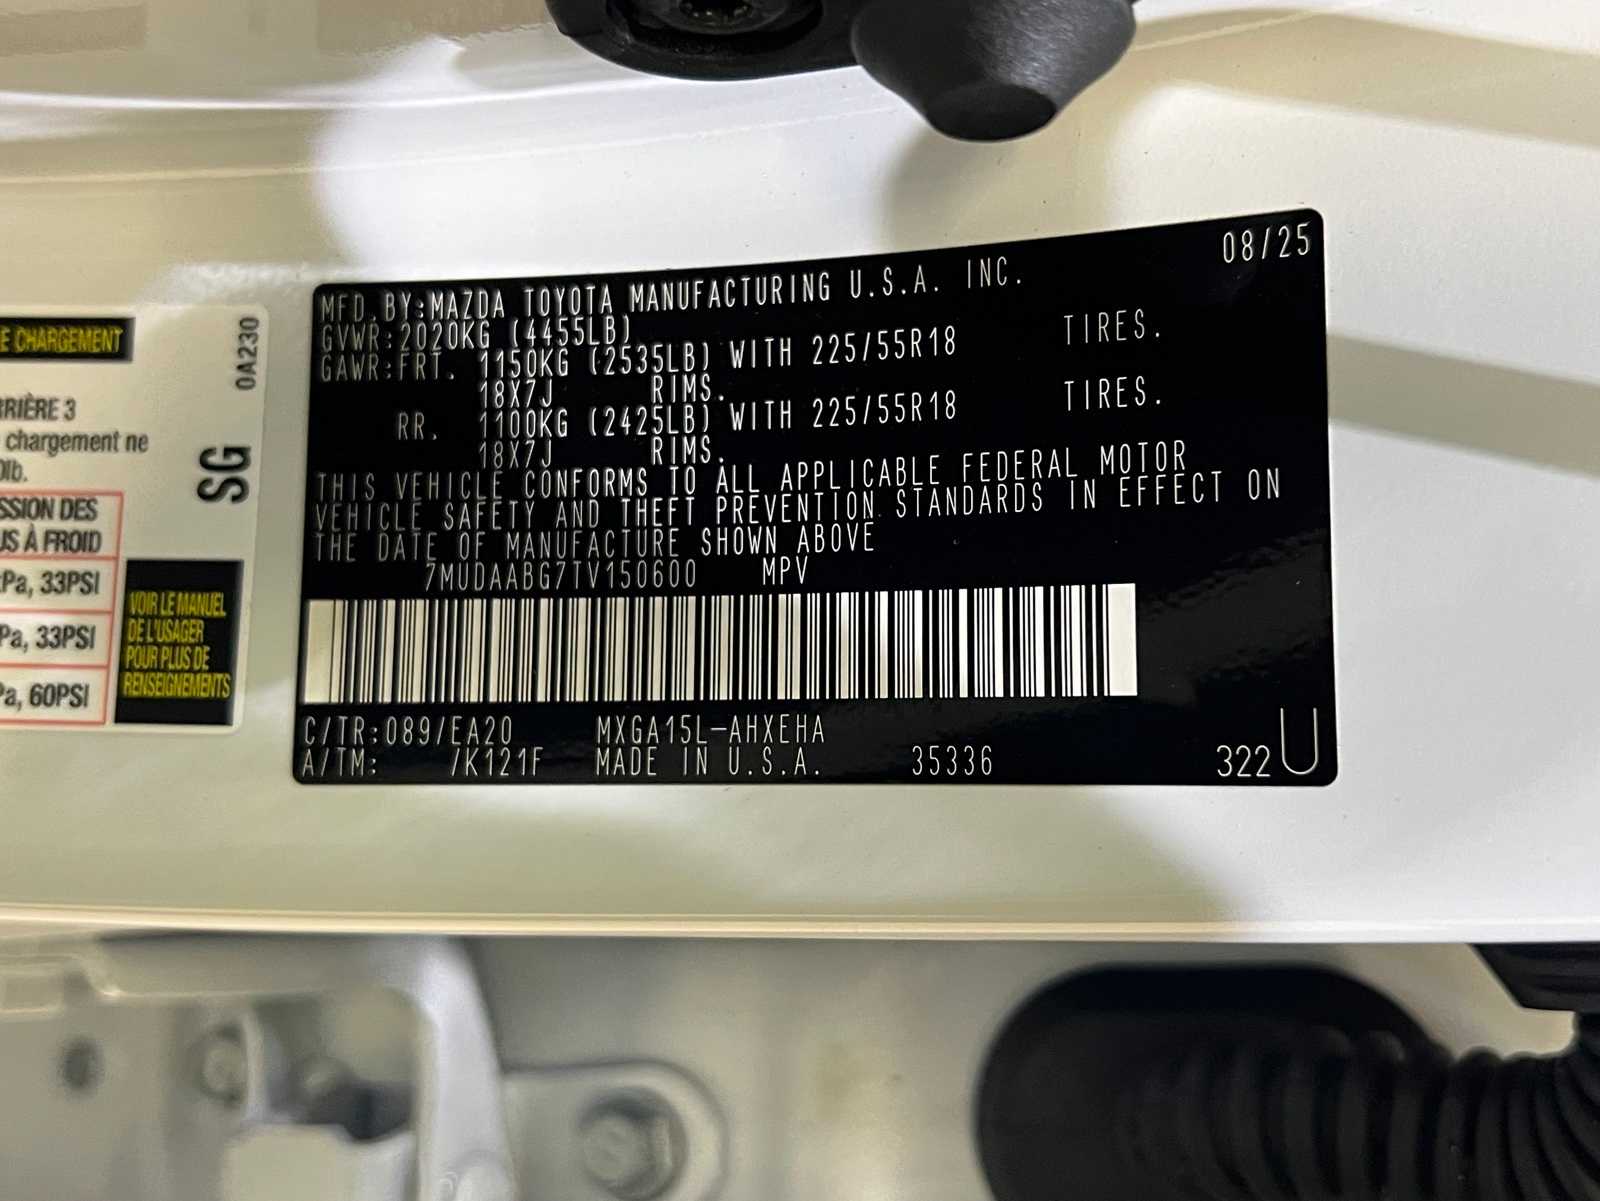 E CHARGEMENT
0A230
RRIÈRE 3
chargement ne
0lb.
SG
SSION DES
US À FROID
kPa, 33PSI
Pa, 33PSI
Pa, 60PSI
VOIR LE MANUEL
DE L'USAGER
POUR PLUS DE
RENSEIGNEMENTS
08/25
MFD.BY:MAZDA TOYOTA MANUFACTURING U.S.A. INC.
GVWR:2020KG (4455LB)
GAWR:FRT. 1150KG (2535LB) WITH 225/55R18 TIRES.
18X7J RIMS.
RR. 1100KG (2425LB) WITH 225/55R18 TIRES.
18X7J RIMS.
THIS VEHICLE CONFORMS TO ALL APPLICABLE FEDERAL MOTOR
VEHICLE SAFETY AND THEFT PREVENTION STANDARDS IN EFFECT ON
THE DATE OF MANUFACTURE SHOWN ABOVE
7MUDAABG7TV150600 MPV
C/TR:089/EA20 MXGA15L-AHXEHA
A/TM: /K121F MADE IN U.S.A. 35336 322 U